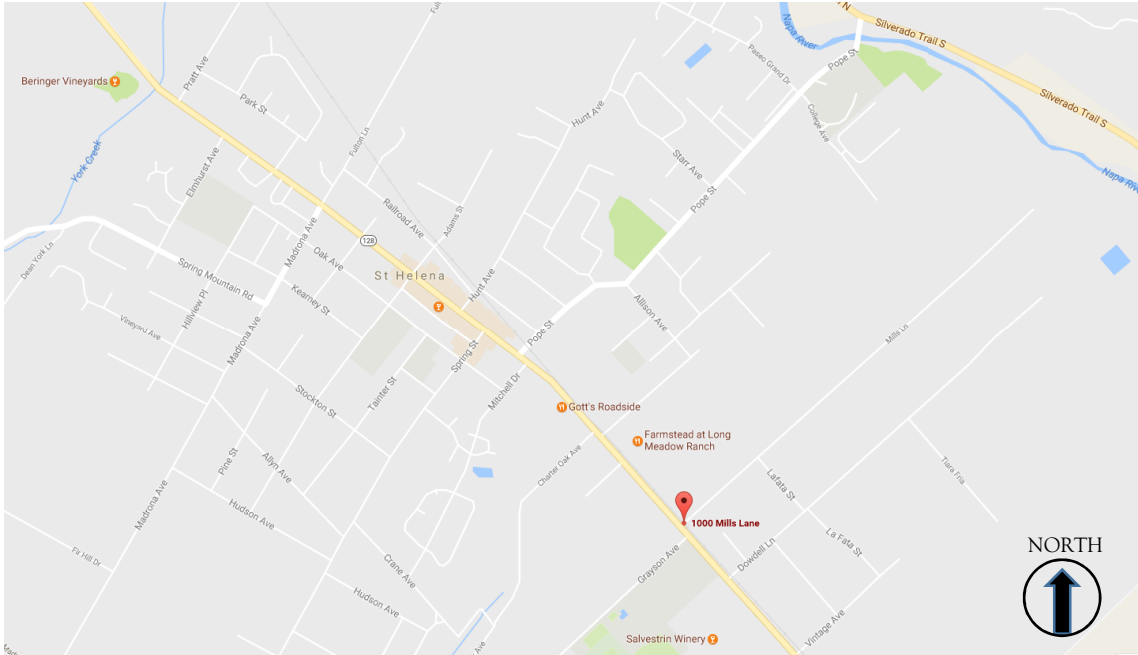 Fu
r N
Silverado Trail S
Napa
River
Pratt Ave
Paseo Grand Dr
Pope St
Beringer Vineyards
Park St
Hunt Ave
Silverado Trail S
College Ave
Fulton Ln
York Creek
Elmhurst Ave
Starr Ave
Napa Rive
Pope St
Railroad Ave
Adams St
Madrona Ave
128
Dean York Ln
Oak Ave
Spring Mountain Rd
St Helena
Hunt Ave
Kearney St
Hillview Pl
Allison Ave
Vineyard Ave
Madrona Ave
Pope St
Mills Ln
Spring St
Stockton St
Tainter St
Mitchell Dr
Gott's Roadside
Farmstead at Long
Meadow Ranch
Charter Oak Ave
Pine St
Allyn Ave
Lafata St
Tiara Fria
Madrona Ave
Hudson Ave
1000 Mills Lane
La Fata St
NORTH
Fir Hill Dr
Crane Ave
Grayson Ave
Dowdell Ln
Hudson Ave
Vintage Ave
Salvestrin Winery